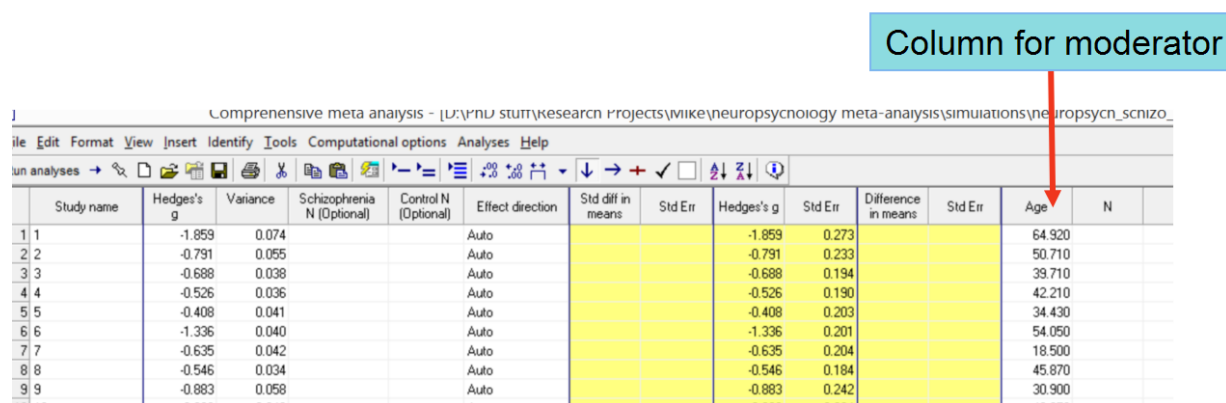 Column for moderator
Comprehensive meta analysis - [D:\PhD stuff\Research Projects\Mike\neuropsychology meta-analysis\simulations\neuropsych_schizo_
ile Edit Format View Insert Identify Tools Computational options Analyses Help
un analyses
Study name Hedges's g Variance Schizophrenia N (Optional) Control N (Optional) Effect direction Std diff in means Std Err Hedges's g Std Err Difference in means Std Err Age N
1 1 -1.859 0.074 Auto -1.859 0.273 64.920
2 2 -0.791 0.055 Auto -0.791 0.233 50.710
3 3 -0.688 0.038 Auto -0.688 0.194 39.710
4 4 -0.526 0.036 Auto -0.526 0.190 42.210
5 5 -0.408 0.041 Auto -0.408 0.203 34.430
6 6 -1.336 0.040 Auto -1.336 0.201 54.050
7 7 -0.635 0.042 Auto -0.635 0.204 18.500
8 8 -0.546 0.034 Auto -0.546 0.184 45.870
9 9 -0.883 0.058 Auto -0.883 0.242 30.900